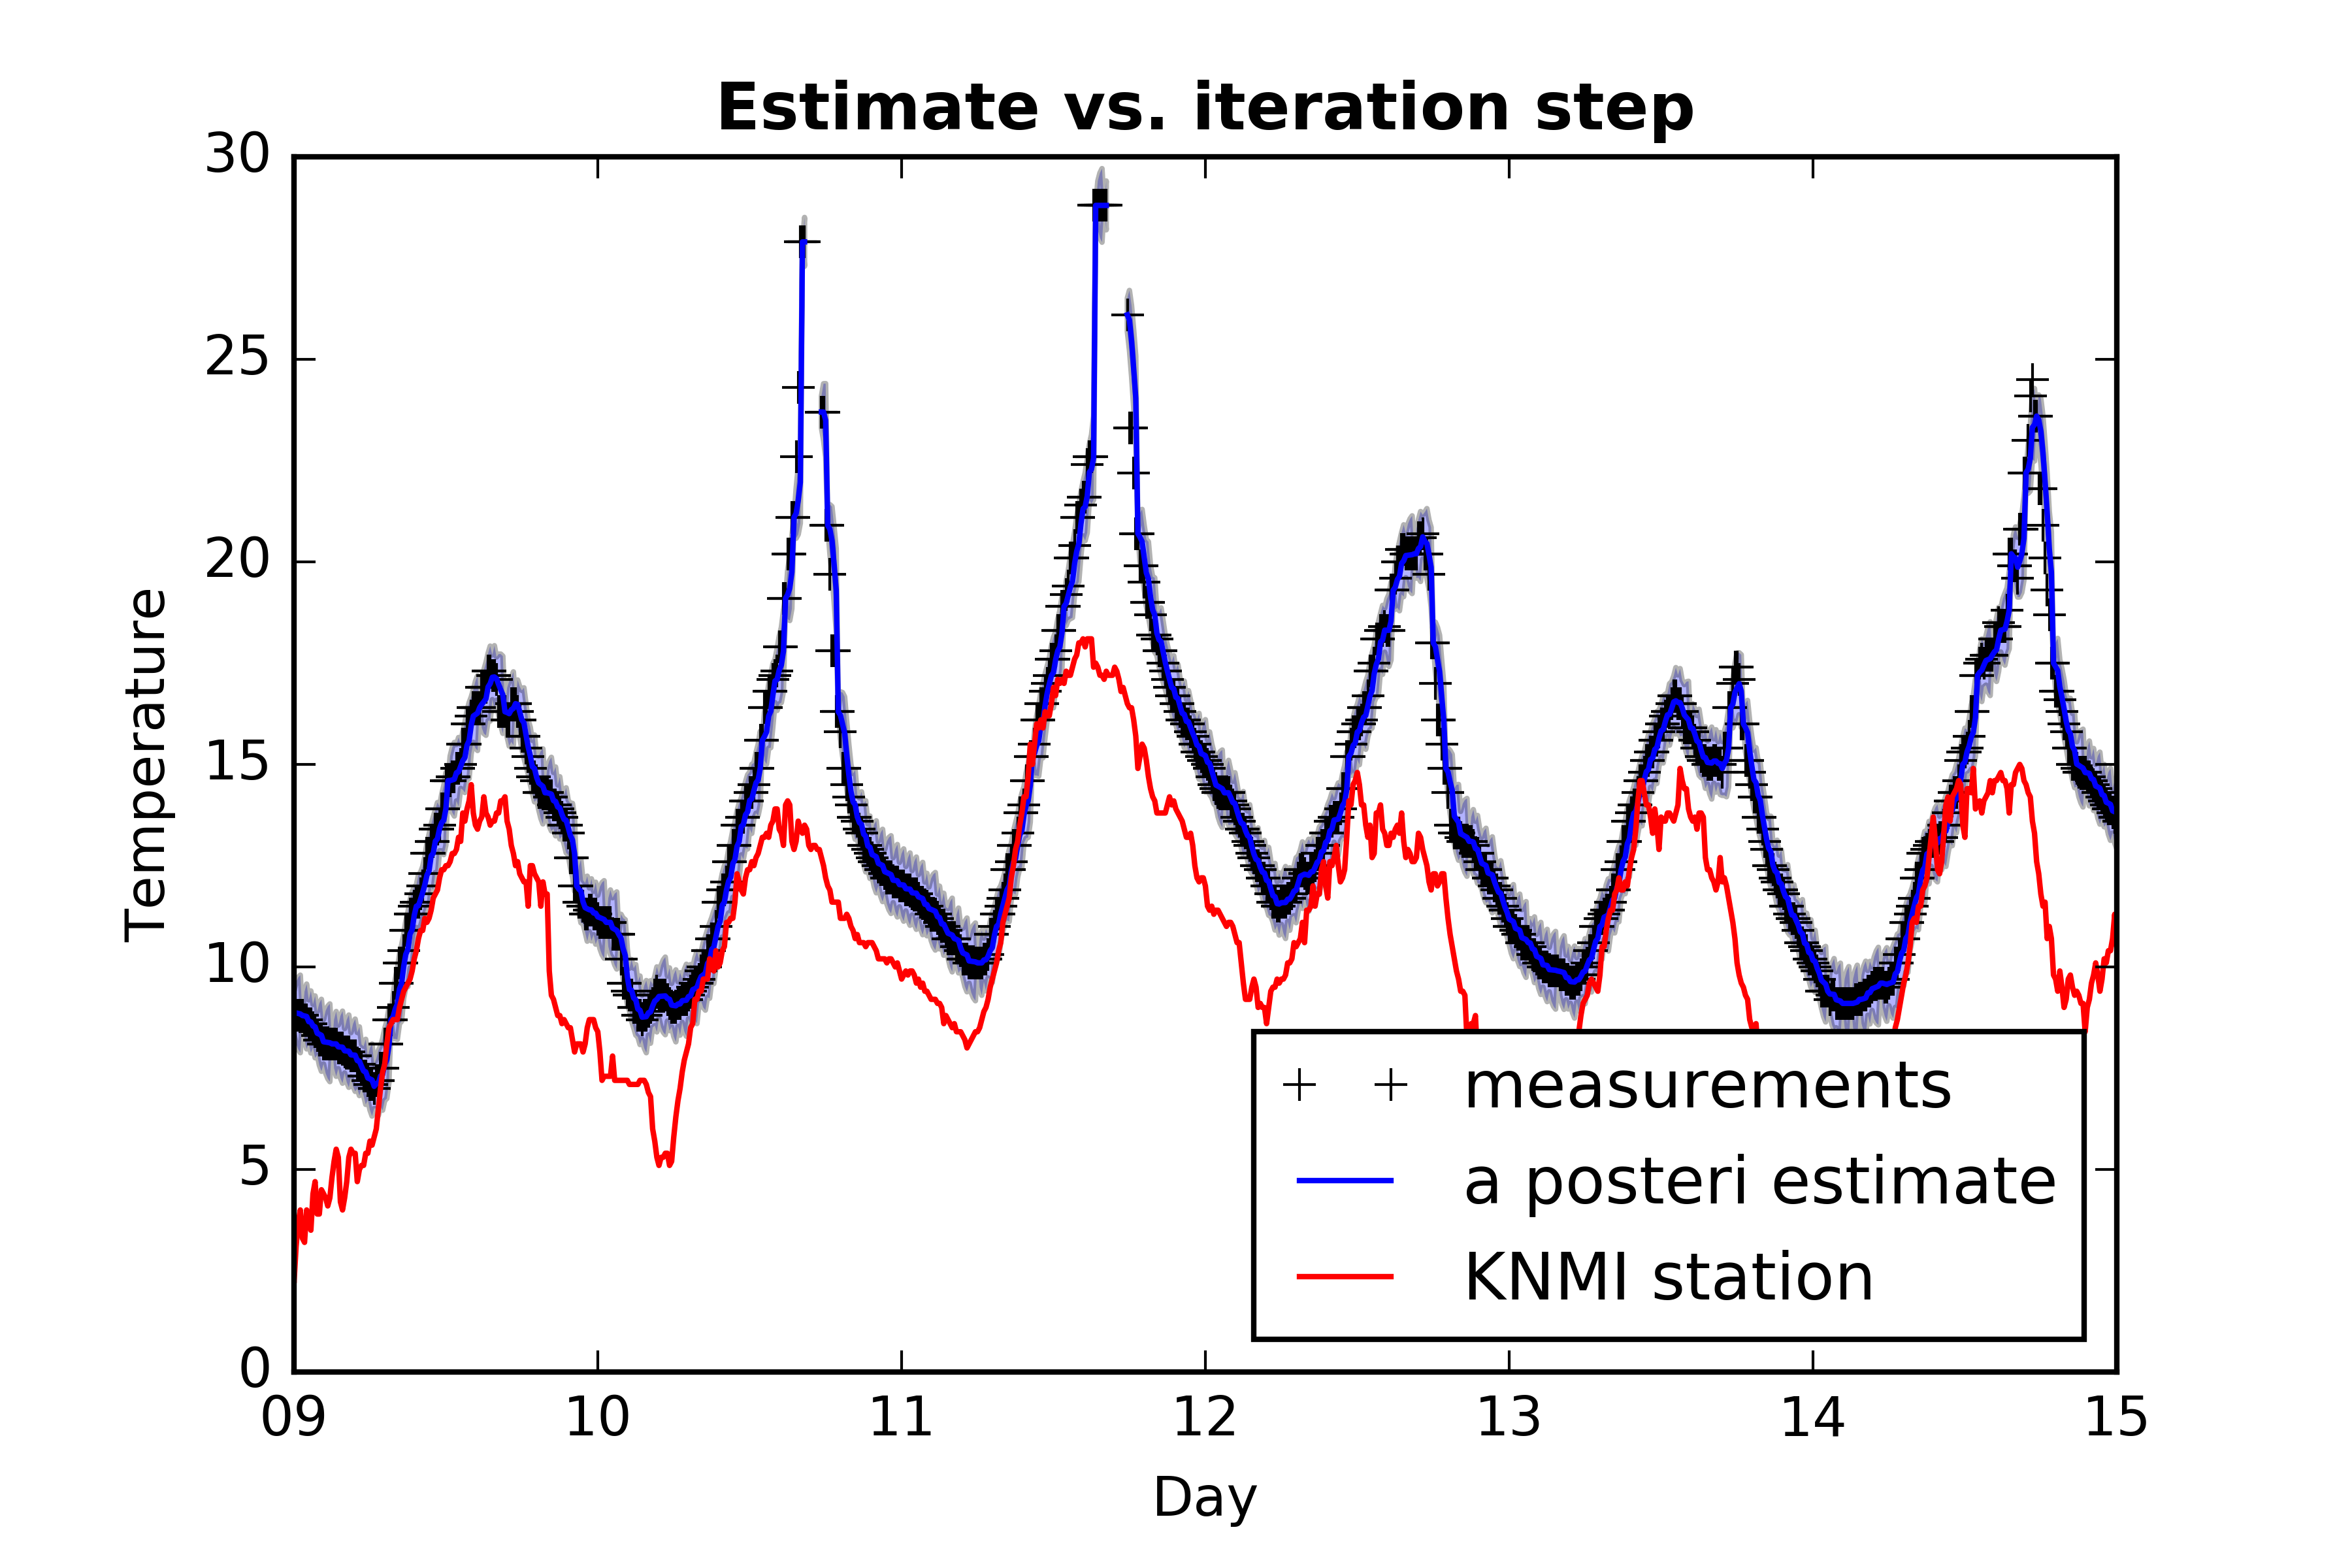 Estimate vs. iteration step
30
25
20
15
10
5
0
Temperature
measurements
a posteri estimate
KNMI station
09 10 11 12 13 14 15
Day